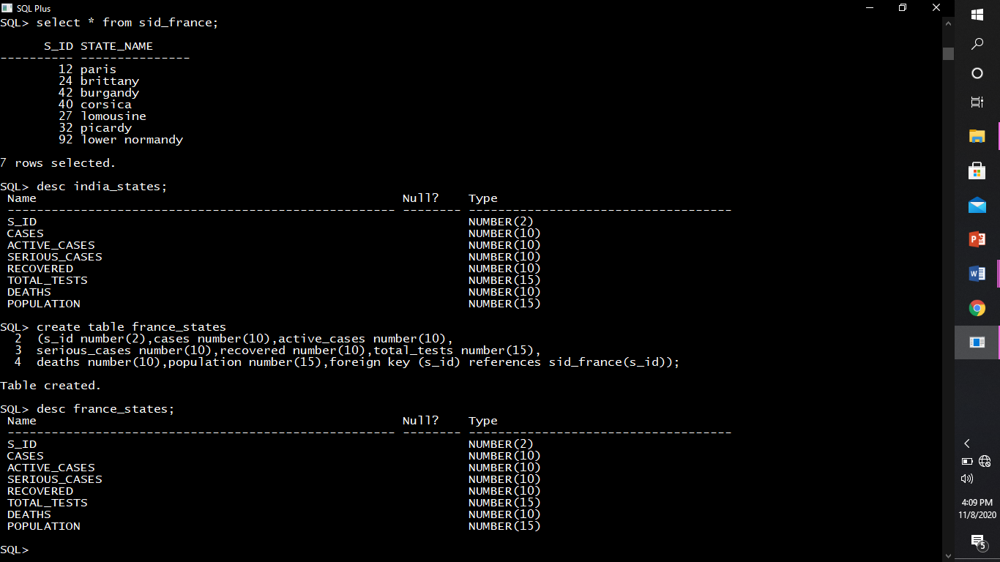 SQL Plus
SQL> select * from sid_france;
      S_ID STATE_NAME
---------- ---------------
        12 paris
        24 brittany
        42 burgandy
        40 corsica
        27 lomousine
        32 picardy
        92 lower normandy
7 rows selected.
SQL> desc india_states;
 Name                                                  Null?    Type
 ----------------------------------------------------- -------- ------------------------------------
 S_ID                                                           NUMBER(2)
 CASES                                                          NUMBER(10)
 ACTIVE_CASES                                                   NUMBER(10)
 SERIOUS_CASES                                                  NUMBER(10)
 RECOVERED                                                      NUMBER(10)
 TOTAL_TESTS                                                    NUMBER(15)
 DEATHS                                                         NUMBER(10)
 POPULATION                                                     NUMBER(15)
SQL> create table france_states
  2  (s_id number(2),cases number(10),active_cases number(10),
  3  serious_cases number(10),recovered number(10),total_tests number(15),
  4  deaths number(10),population number(15),foreign key (s_id) references sid_france(s_id));
Table created.
SQL> desc france_states;
 Name                                                  Null?    Type
 ----------------------------------------------------- -------- ------------------------------------
 S_ID                                                           NUMBER(2)
 CASES                                                          NUMBER(10)
 ACTIVE_CASES                                                   NUMBER(10)
 SERIOUS_CASES                                                  NUMBER(10)
 RECOVERED                                                      NUMBER(10)
 TOTAL_TESTS                                                    NUMBER(15)
 DEATHS                                                         NUMBER(10)
 POPULATION                                                     NUMBER(15)
SQL>
P
W
4:09 PM
11/8/2020
5